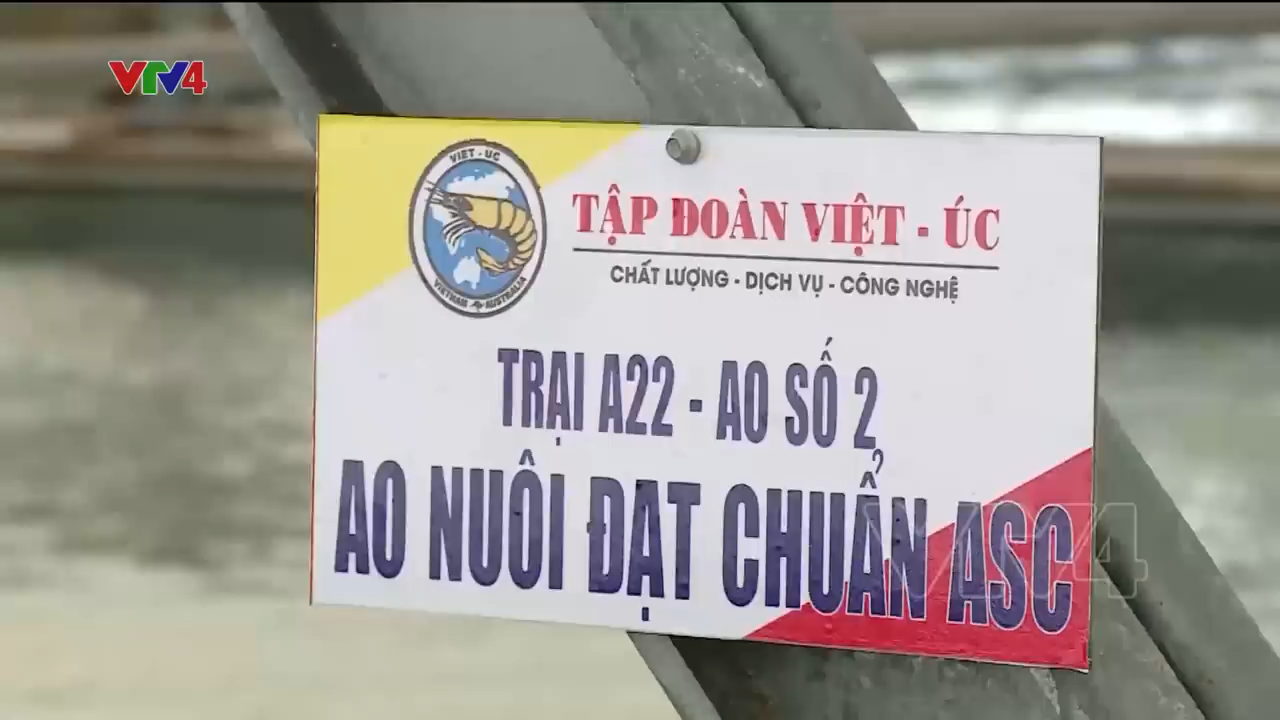 VTV4
VIET - UC
TẬP ĐOÀN VIỆT - ÚC
CHẤT LƯỢNG - DỊCH VỤ - CÔNG NGHỆ
VIETNAM AUSTRALIA
TRẠI A22 - AO SỐ 2
AO NUÔI ĐẠT CHUẨN ASC
VTV4